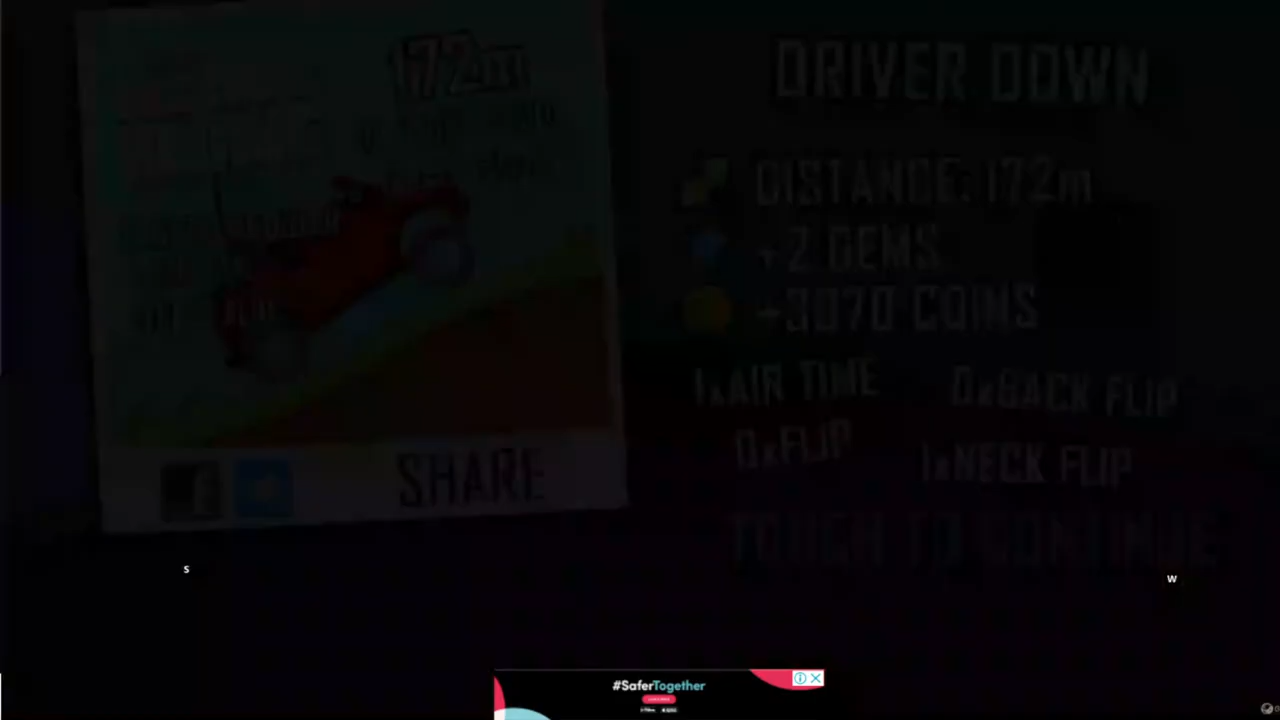 172m
DRIVER DOWN
DISTANCE: 172m
+2 GEMS
+3070 COINS
1xAIR TIME
0xBACK FLIP
0xFLIP
1xNECK FLIP
SHARE
TOUCH TO CONTINUE
S
W
#SaferTogether